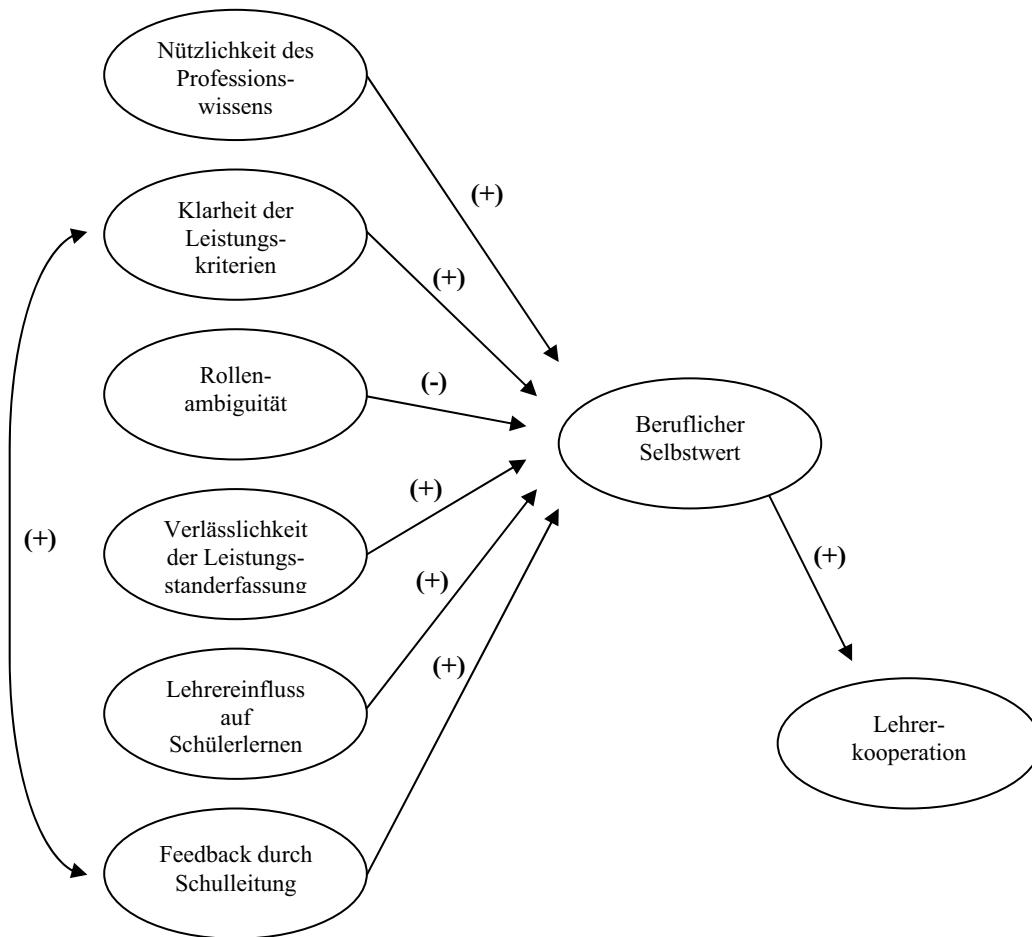 Nützlichkeit des
Professions-
wissens
(+)
Klarheit der
Leistungs-
kriterien
(+)
Rollen-
ambiguität
(-)
Beruflicher
Selbstwert
(+)
Verlässlichkeit
der Leistungs-
standerfassung
(+)
(+)
(+)
Lehrereinfluss
auf
Schülerlernen
(+)
Lehrer-
kooperation
Feedback durch
Schulleitung